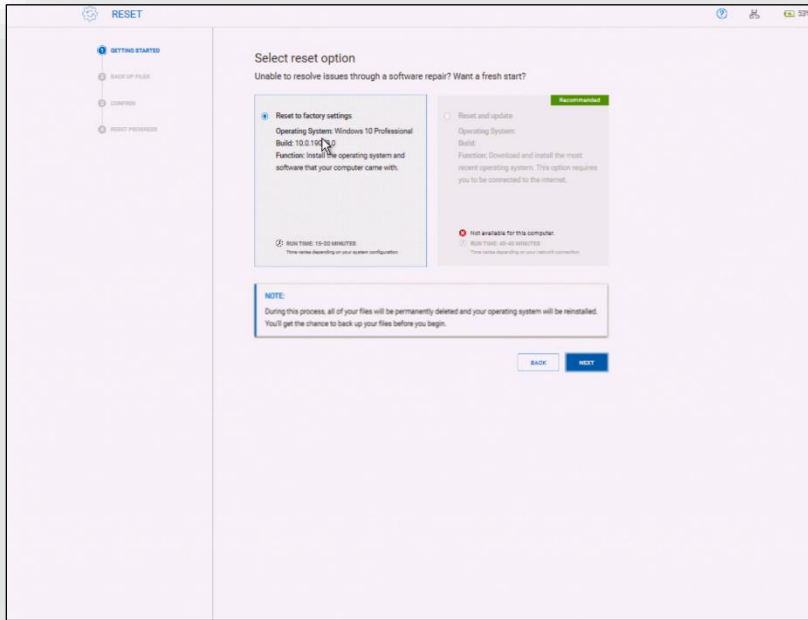 RESET
53%
1 GETTING STARTED
2 BACK UP FILES
3 CONFIRM
4 RESET PROGRESS
Select reset option
Unable to resolve issues through a software repair? Want a fresh start?
Reset to factory settings
Operating System: Windows 10 Professional
Build:
Function: Install the operating system and
software that your computer came with.
RUN TIME: 15-20 MINUTES
Time varies depending on your system configuration
Recommended
Reset and update
Operating System:
Build:
Function: Download and install the most
recent operating system. This option requires
you to be connected to the internet.
Not available for this computer.
RUN TIME:
Time varies depending on your network connection
NOTE:
During this process, all of your files will be permanently deleted and your operating system will be reinstalled.
You'll get the chance to back up your files before you begin.
BACK
NEXT